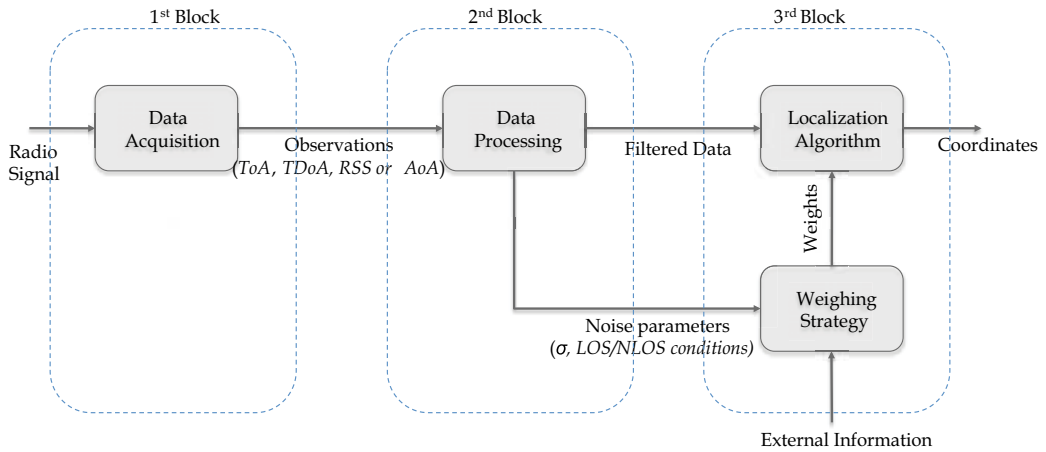 1st Block
2nd Block
3rd Block
Data
Acquisition
Data
Processing
Localization
Algorithm
Radio
Signal
Observations
(ToA, TDoA, RSS or AoA)
Filtered Data
Coordinates
Weights
Weighing
Strategy
Noise parameters
(σ, LOS/NLOS conditions)
External Information